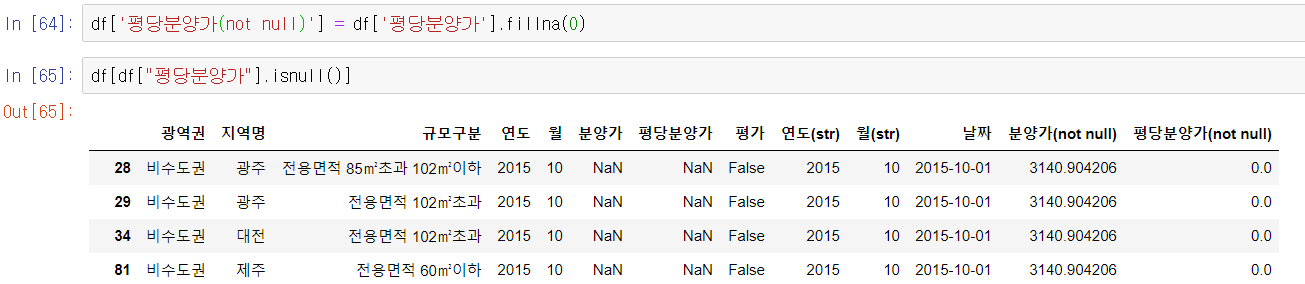 In [64]: df['평당분양가(not null)'] = df['평당분양가'].fillna(0)
In [65]: df[df["평당분양가"].isnull()]
Out[65]:
광역권 지역명 규모구분 연도 월 분양가 평당분양가 평가 연도(str) 월(str) 날짜 분양가(not null) 평당분양가(not null)
28 비수도권 광주 전용면적 85㎡초과 102㎡이하 2015 10 NaN NaN False 2015 10 2015-10-01 3140.904206 0.0
29 비수도권 광주 전용면적 102㎡초과 2015 10 NaN NaN False 2015 10 2015-10-01 3140.904206 0.0
34 비수도권 대전 전용면적 102㎡초과 2015 10 NaN NaN False 2015 10 2015-10-01 3140.904206 0.0
81 비수도권 제주 전용면적 60㎡이하 2015 10 NaN NaN False 2015 10 2015-10-01 3140.904206 0.0